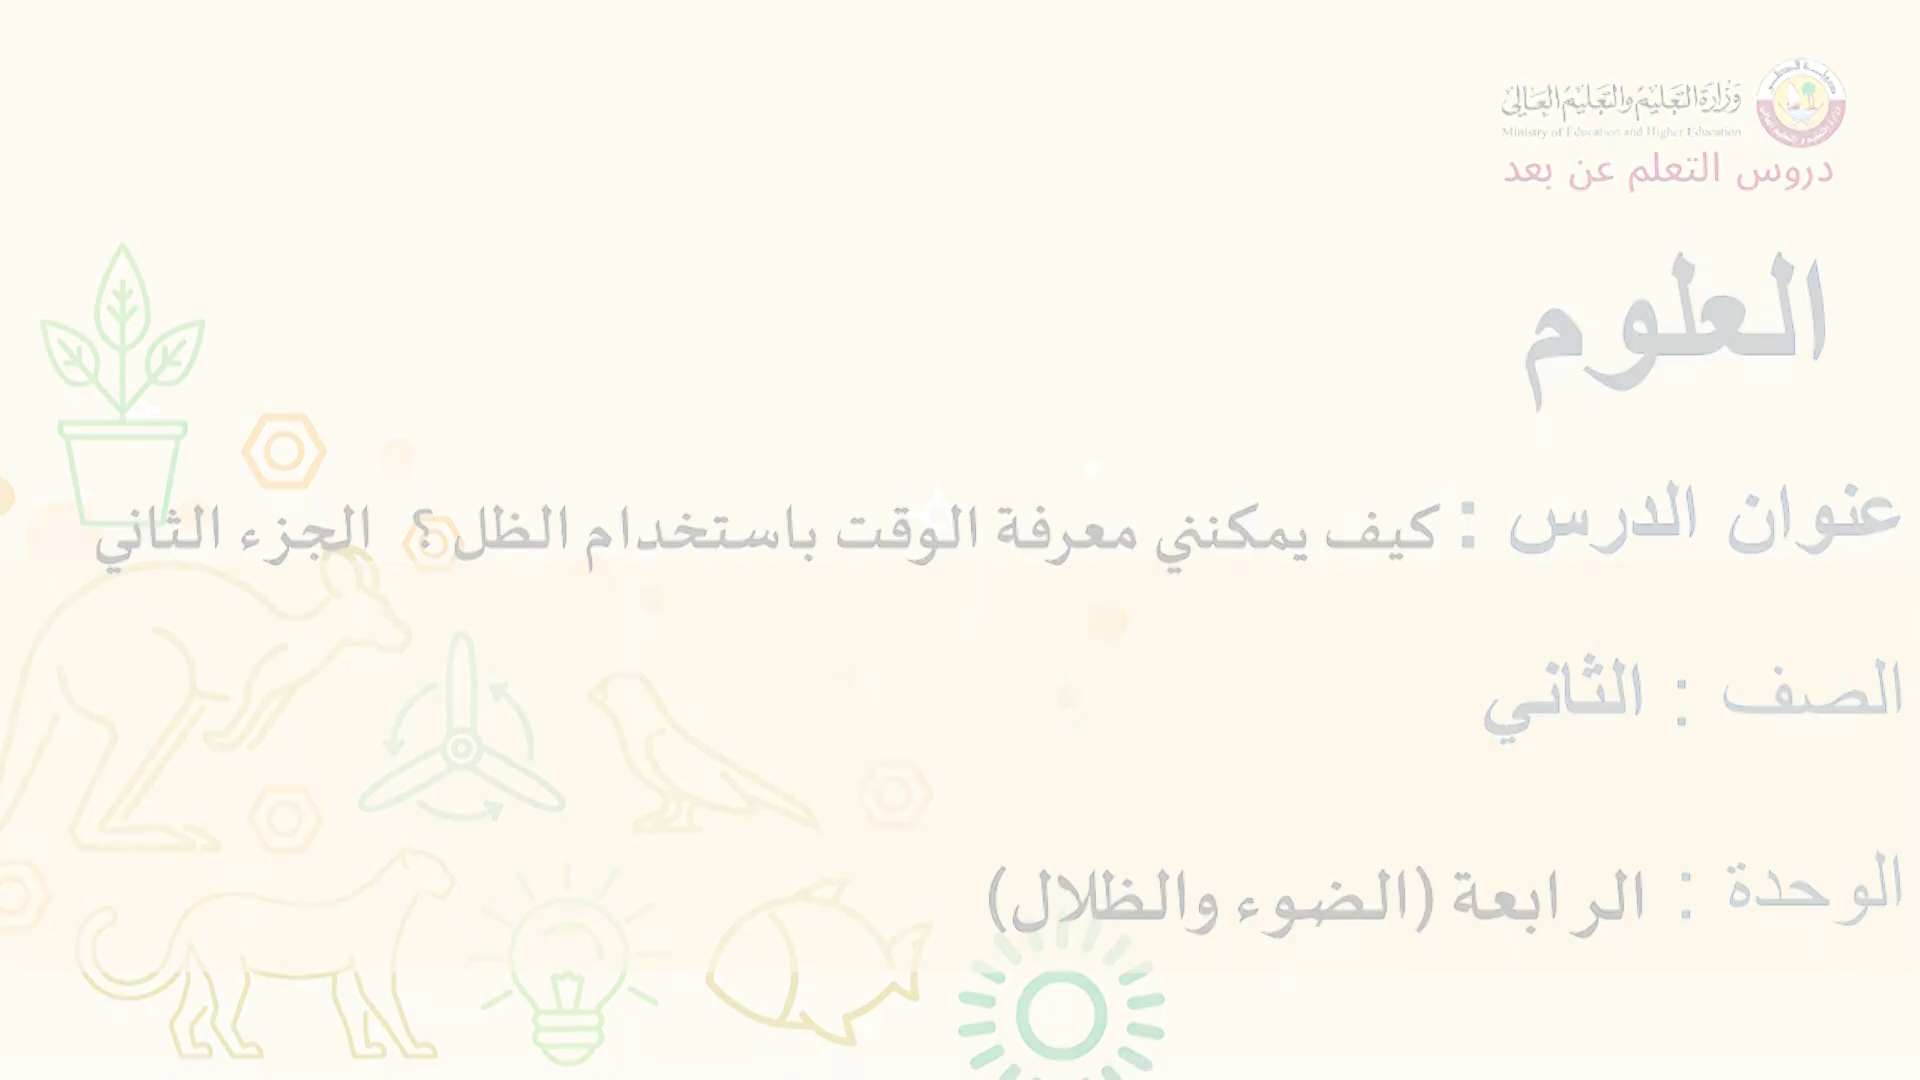 وزارة التعليم والتعليم العالي
Ministry of Education and Higher Education
دروس التعلم عن بعد
العلوم
عنوان الدرس : كيف يمكنني معرفة الوقت باستخدام الظل ؟ الجزء الثاني
الصف : الثاني
الوحدة : الرابعة (الضوء والظلال)